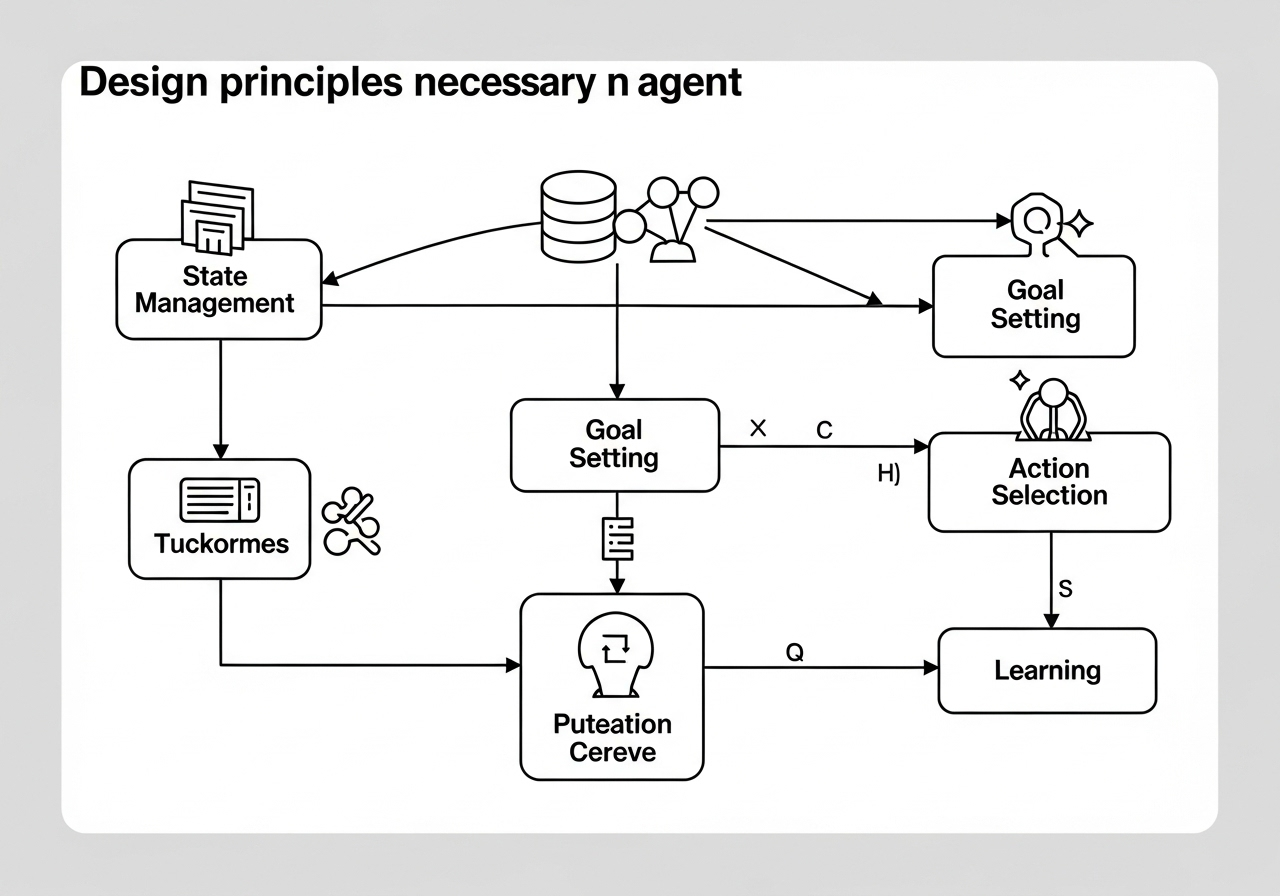 Design principles necessary n agent
State
Management
Goal
Setting
Goal
Setting
X
C
H)
Action
Selection
Tuckormes
S
Q
Learning
Puteation
Cereve